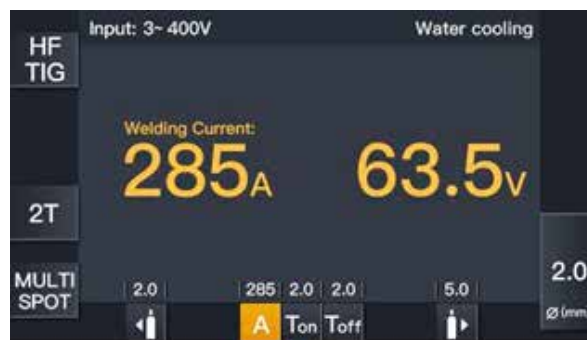 HF
TIG
Input: 3~ 400V
Water cooling
Welding Current:
285A
63.5V
2T
MULTI
SPOT
2.0
285 2.0 2.0
5.0
A Ton Toff
2.0
Ø (mm